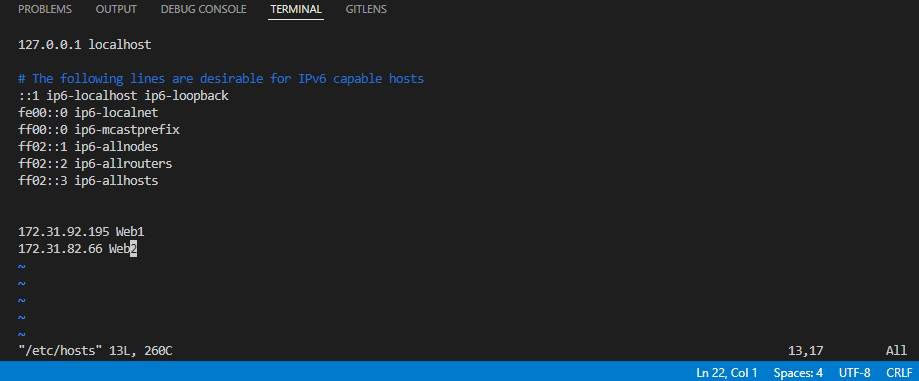 PROBLEMS OUTPUT DEBUG CONSOLE TERMINAL GITLENS
127.0.0.1 localhost
# The following lines are desirable for IPv6 capable hosts
::1 ip6-localhost ip6-loopback
fe00::0 ip6-localnet
ff00::0 ip6-mcastprefix
ff02::1 ip6-allnodes
ff02::2 ip6-allrouters
ff02::3 ip6-allhosts
172.31.92.195 Web1
172.31.82.66 Web2
~
~
~
~
~
"/etc/hosts" 13L, 260C 13,17 All
Ln 22, Col 1 Spaces: 4 UTF-8 CRLF